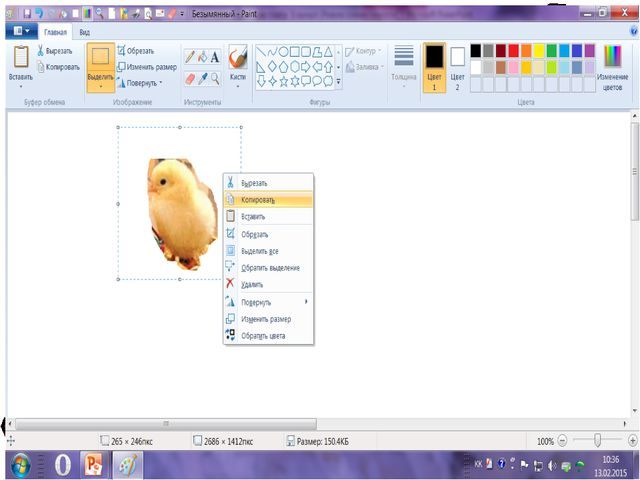 Безымянный - Paint
Главная
Вид
Вставить
Вырезать
Копировать
Буфер обмена
Выделить
Обрезать
Изменить размер
Повернуть
Изображение
Инструменты
Кисти
Фигуры
Контур
Заливка
Толщина
Цвет 1
Цвет 2
Изменение цветов
Цвета
Вырезать
Копировать
Вставить
Обрезать
Выделить все
Обратить выделение
Удалить
Повернуть
Изменить размер
Обратить цвета
265 × 246пкс
2686 × 1412пкс
Размер: 150.4КБ
100%
KK
10:36
13.02.2015